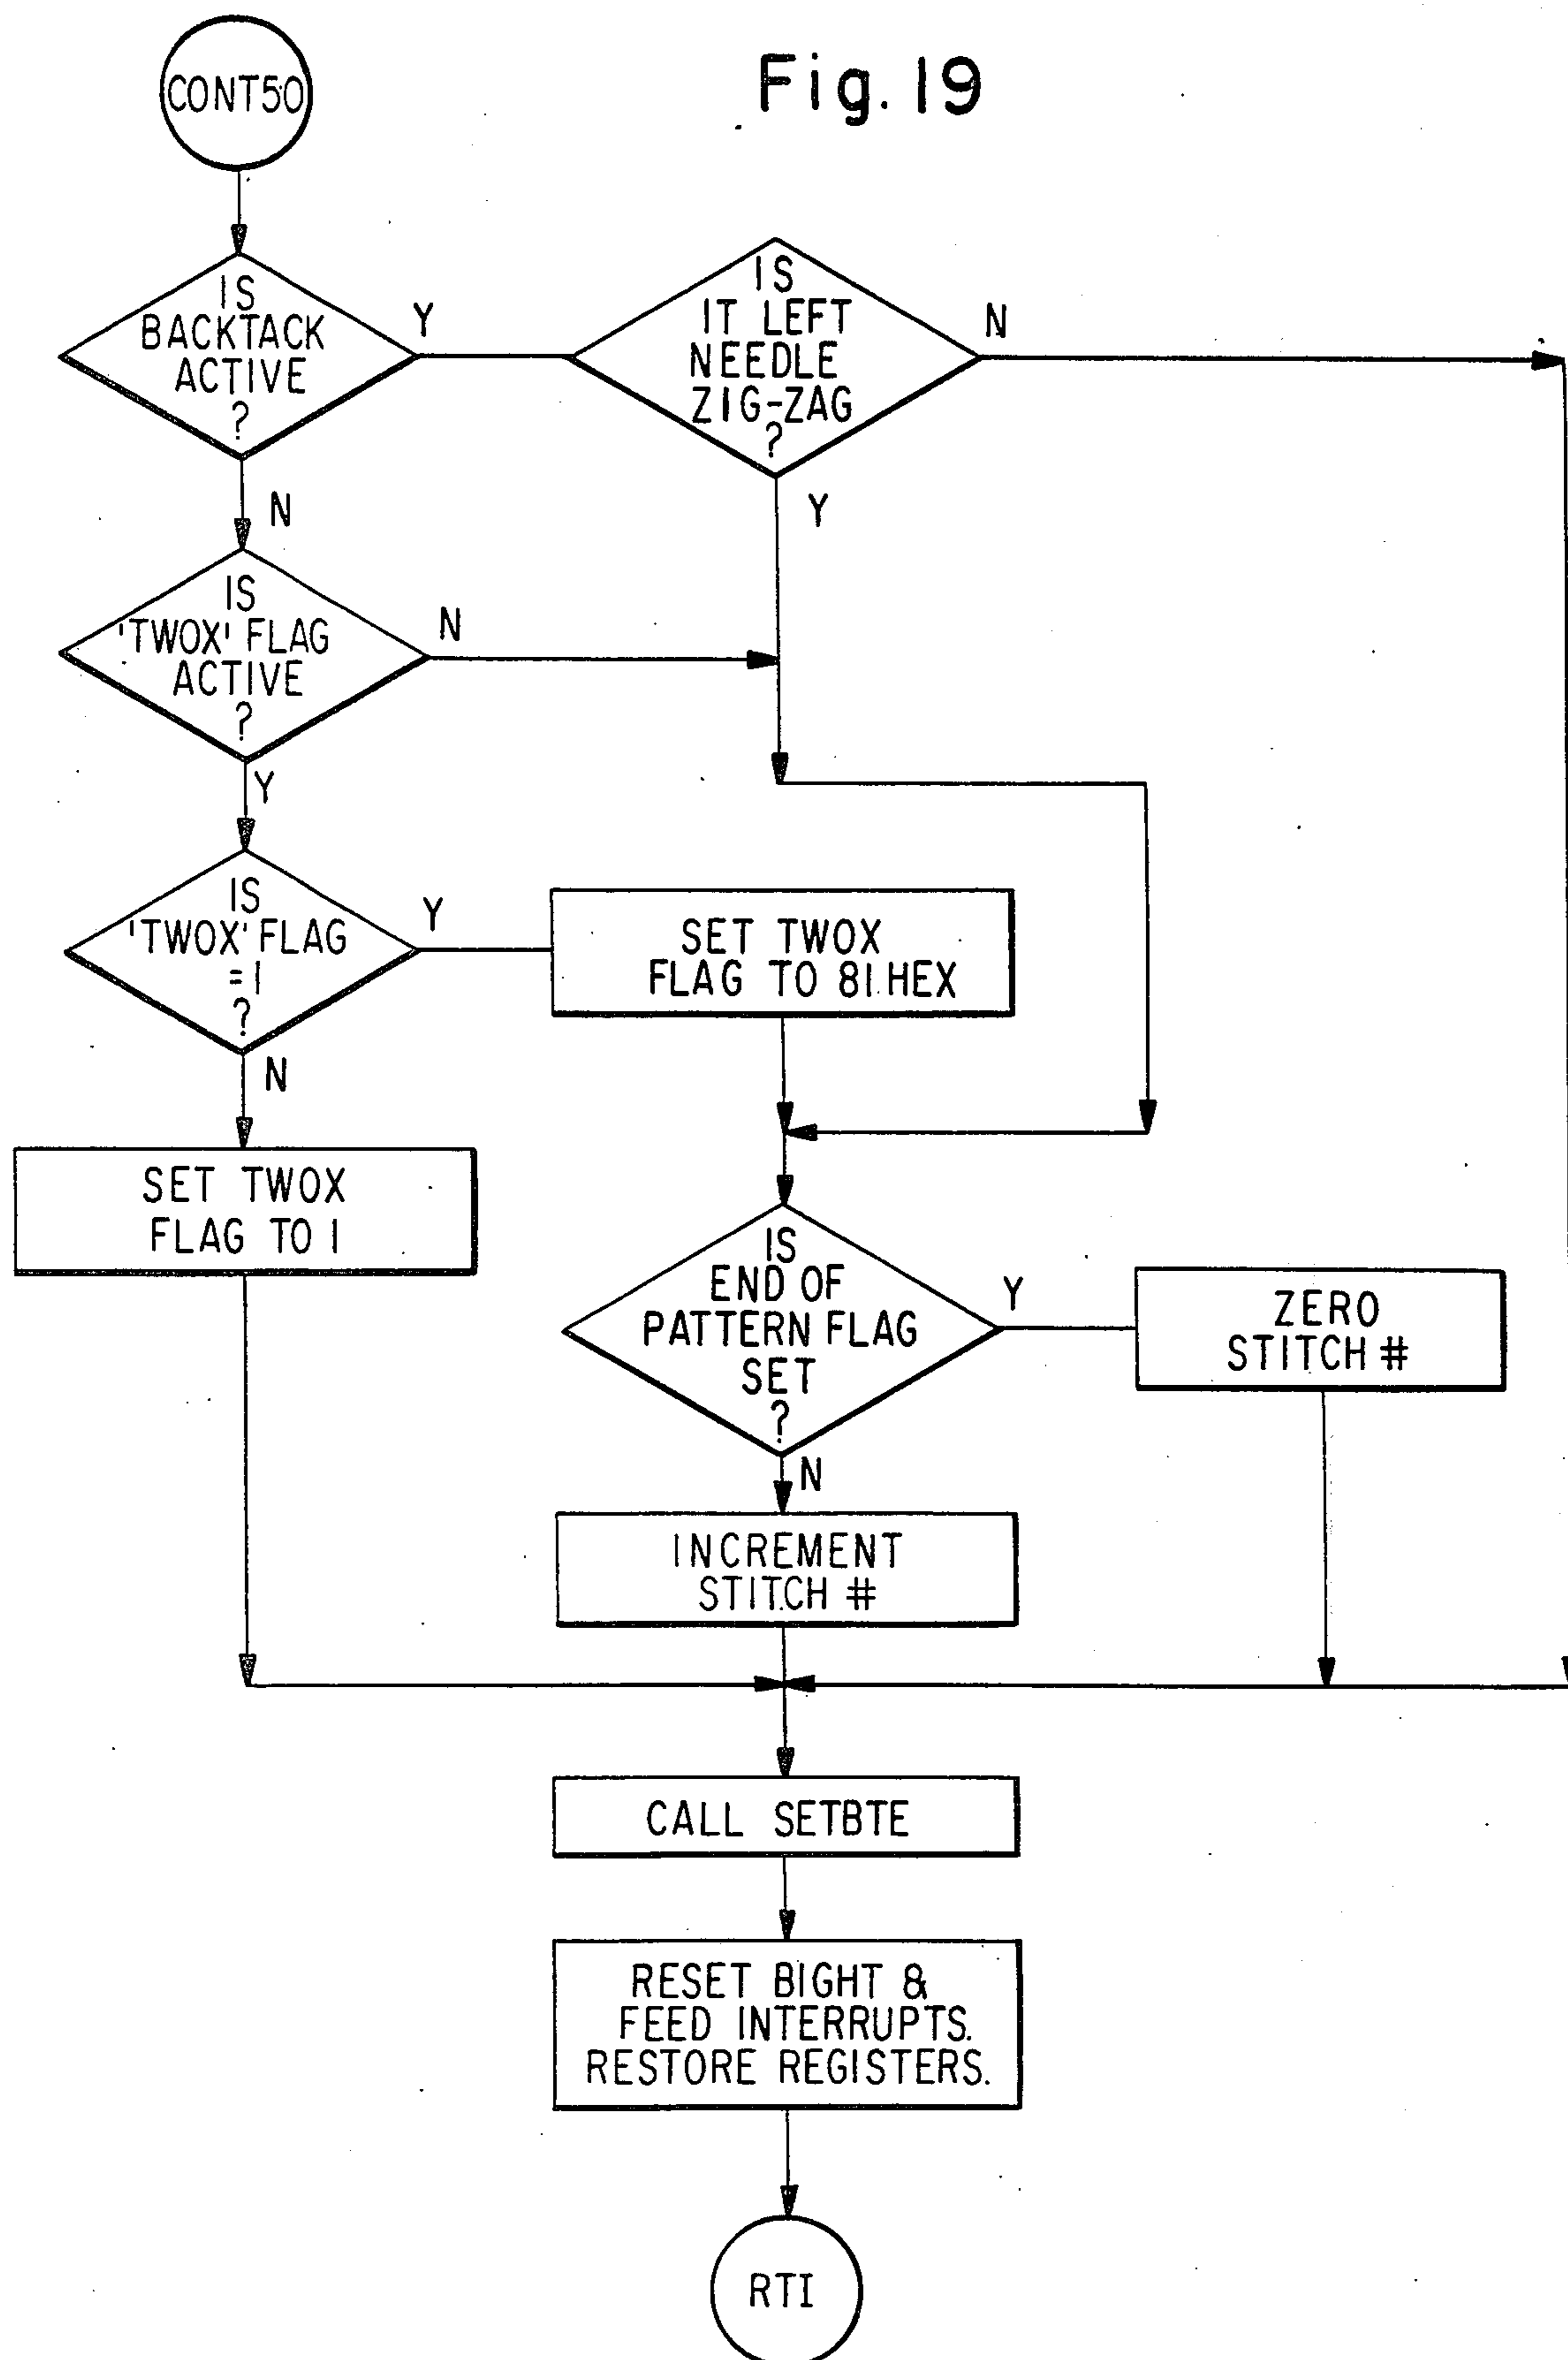 Fig. 19
CONT50
IS
BACKTACK
ACTIVE
?
Y
N
IS
IT LEFT
NEEDLE
ZIG-ZAG
?
N
Y
IS
'TWOX' FLAG
ACTIVE
?
N
Y
IS
'TWOX' FLAG
=1
?
Y
N
SET TWOX
FLAG TO 81 HEX
SET TWOX
FLAG TO 1
IS
END OF
PATTERN FLAG
SET
?
Y
N
ZERO
STITCH #
INCREMENT
STITCH #
CALL SETBTE
RESET BIGHT &
FEED INTERRUPTS.
RESTORE REGISTERS.
RTI